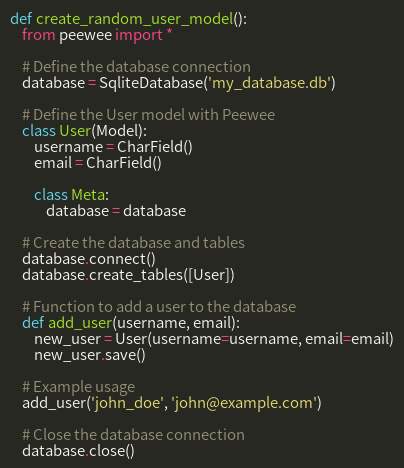 def create_random_user_model():
    from peewee import *

    # Define the database connection
    database = SqliteDatabase('my_database.db')

    # Define the User model with Peewee
    class User(Model):
        username = CharField()
        email = CharField()

        class Meta:
            database = database

    # Create the database and tables
    database.connect()
    database.create_tables([User])

    # Function to add a user to the database
    def add_user(username, email):
        new_user = User(username=username, email=email)
        new_user.save()

    # Example usage
    add_user('john_doe', 'john@example.com')

    # Close the database connection
    database.close()